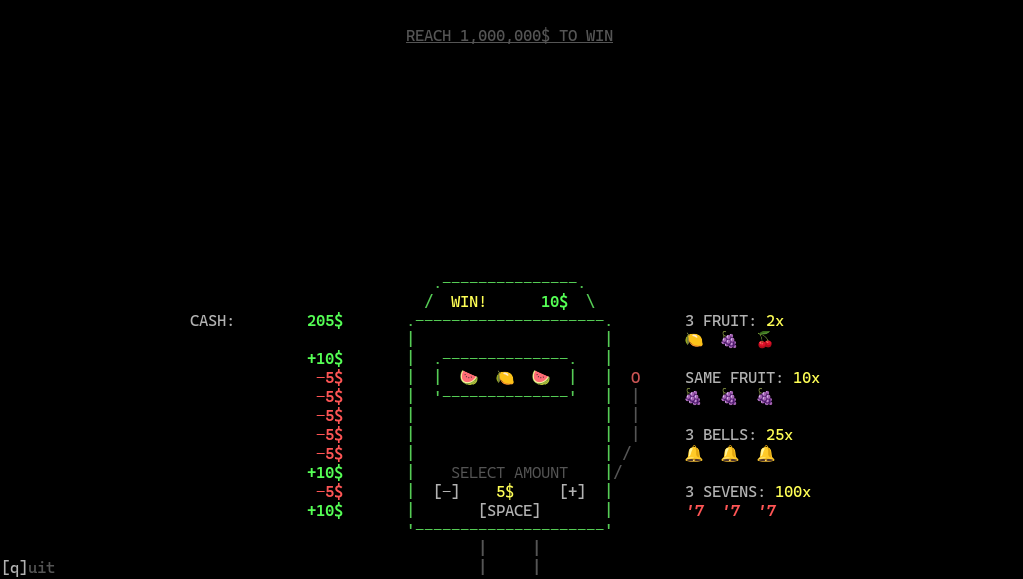 REACH 1,000,000$ TO WIN
WIN! 10$
CASH: 205$
+10$
-5$
-5$
-5$
-5$
-5$
+10$
-5$
+10$
SELECT AMOUNT
[-] 5$ [+]
[SPACE]
O
3 FRUIT: 2x
SAME FRUIT: 10x
3 BELLS: 25x
3 SEVENS: 100x
'7 '7 '7
[q]uit